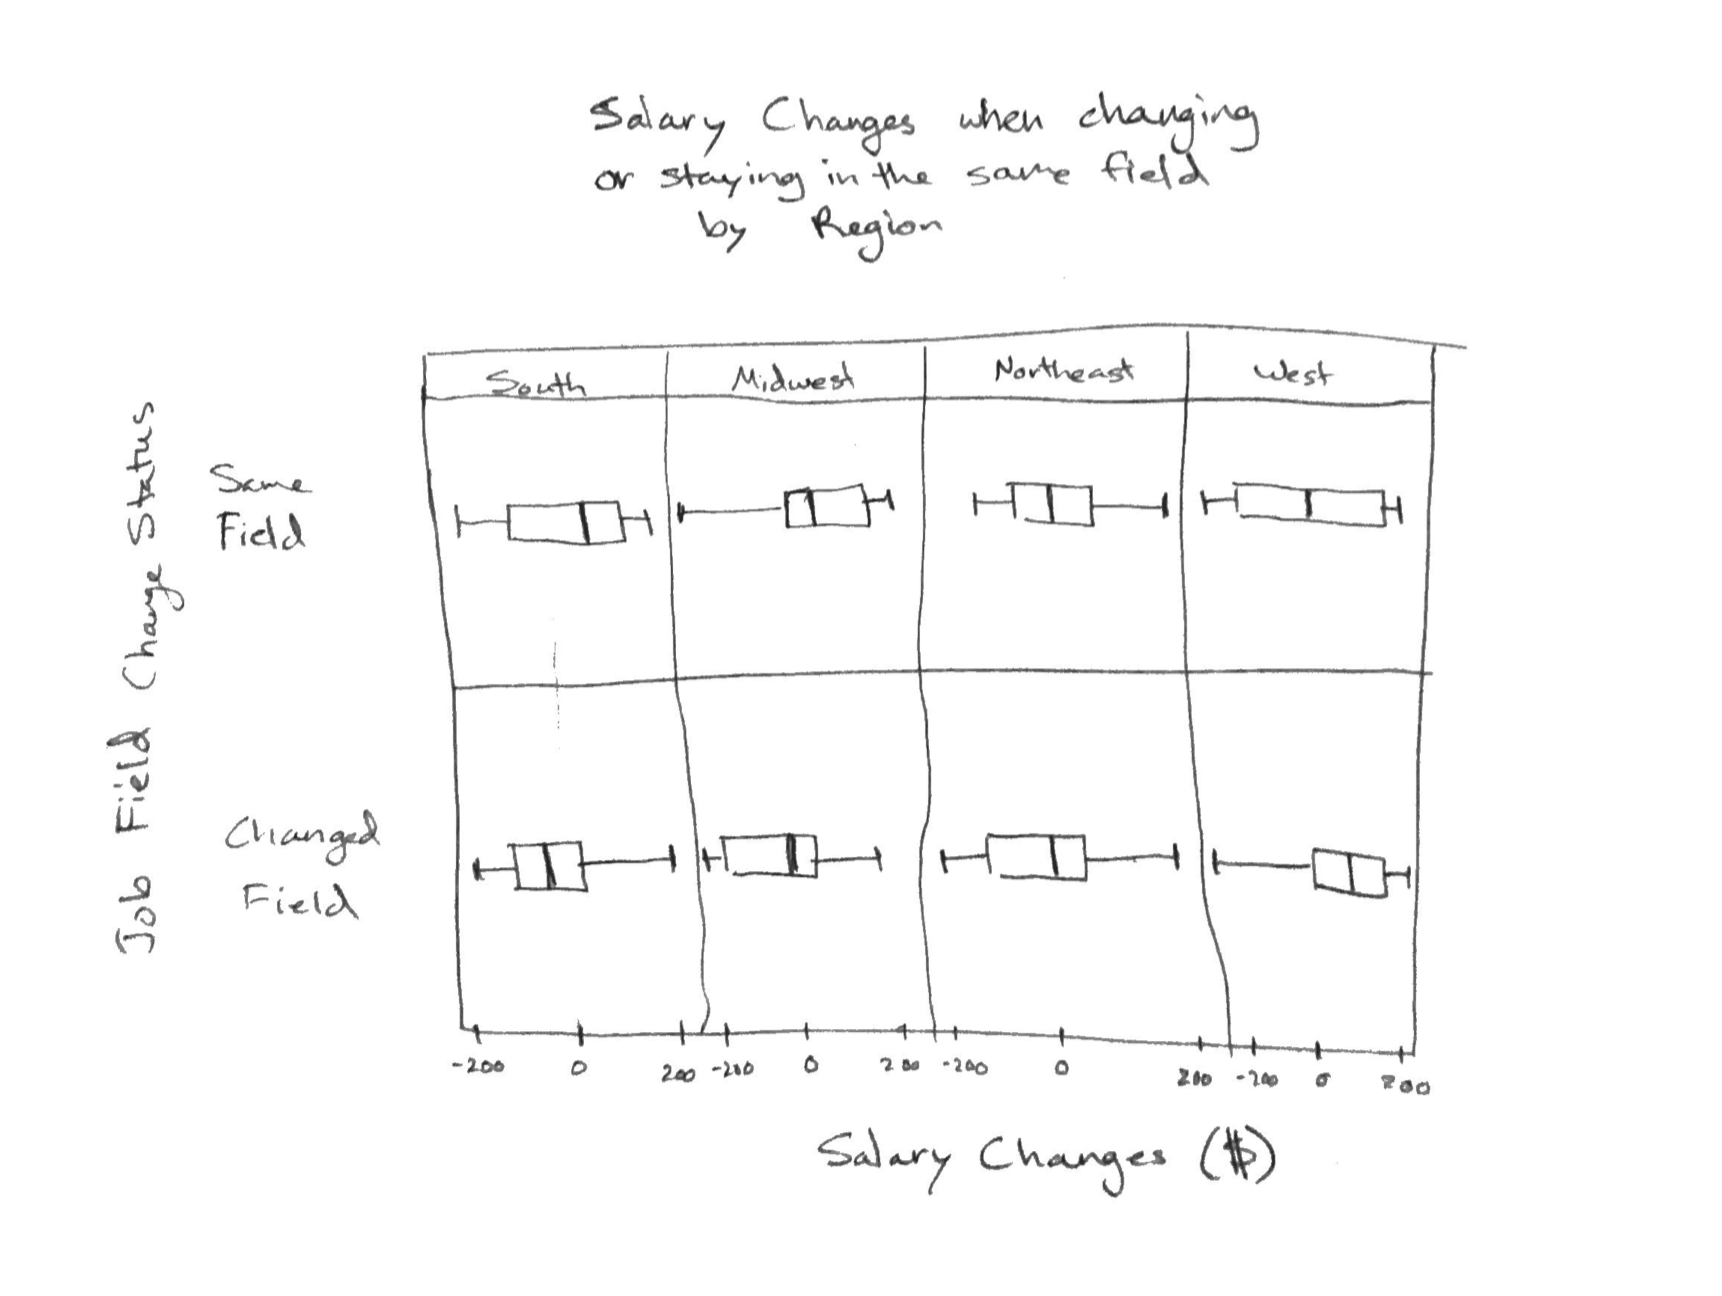 Salary Changes when changing
or staying in the same field
by Region
South Midwest Northeast West
Same
Field
Changed
Field
Job Field Change Status
-200 0 200 -200 0 200 -200 0 200 -200 0 200
Salary Changes ($)